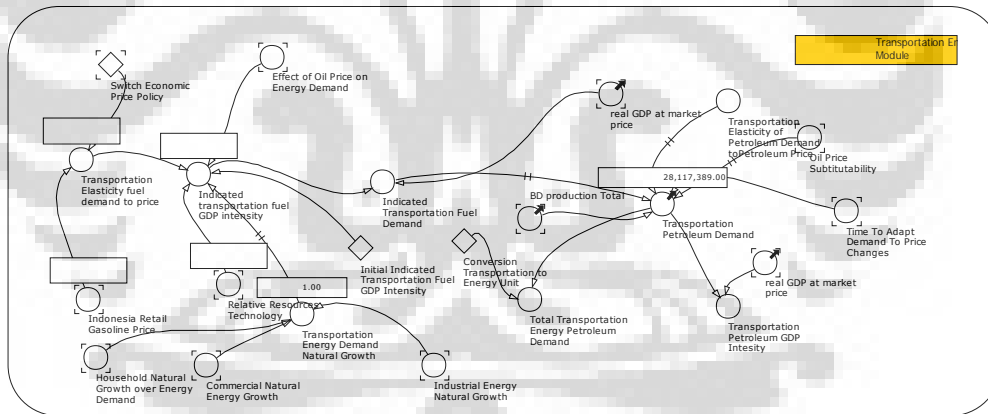 Transportation En
Module
Switch Economic
Price Policy
Effect of Oil Price on
Energy Demand
real GDP at market
price
Transportation
Elasticity of
Petroleum Demand
toPetroleum Price
Oil Price
Subtitutability
28,117,389.00
Transportation
Elasticity fuel
demand to price
Indicated
transportation fuel
GDP intensity
Indicated
Transportation Fuel
Demand
BD production Total
Transportation
Petroleum Demand
Time To Adapt
Demand To Price
Changes
Initial Indicated
Transportation Fuel
GDP Intensity
Conversion
Transportation to
Energy Unit
real GDP at market
price
1.00
Indonesia Retail
Gasoline Price
Relative Resources
Technology
Transportation
Energy Demand
Natural Growth
Total Transportation
Energy Petroleum
Demand
Transportation
Petroleum GDP
Intesity
Household Natural
Growth over Energy
Demand
Commercial Natural
Energy Growth
Industrial Energy
Natural Growth